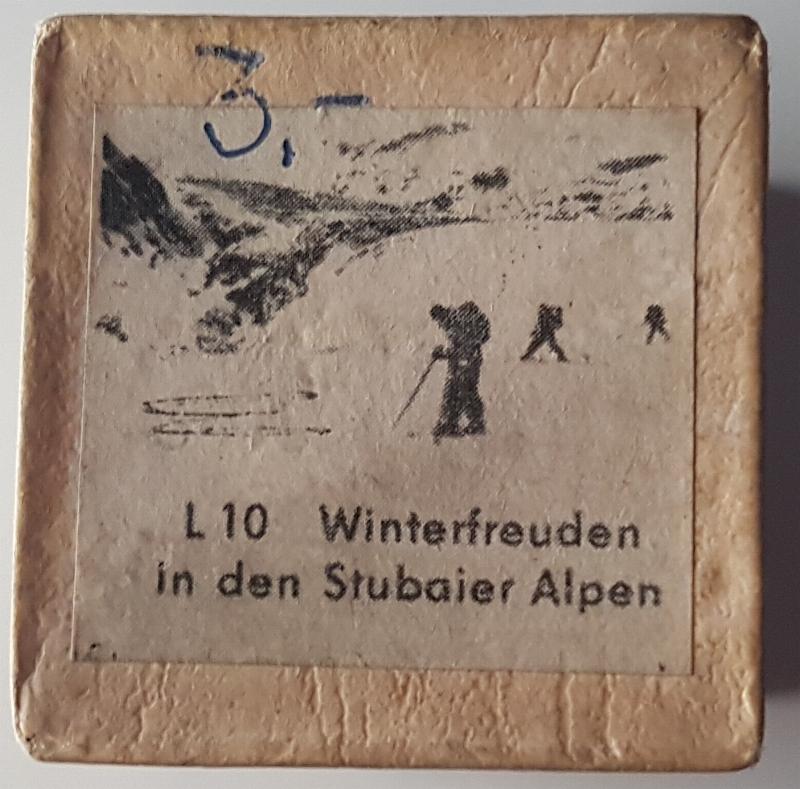 3,-
L 10 Winterfreuden
in den Stubaier Alpen